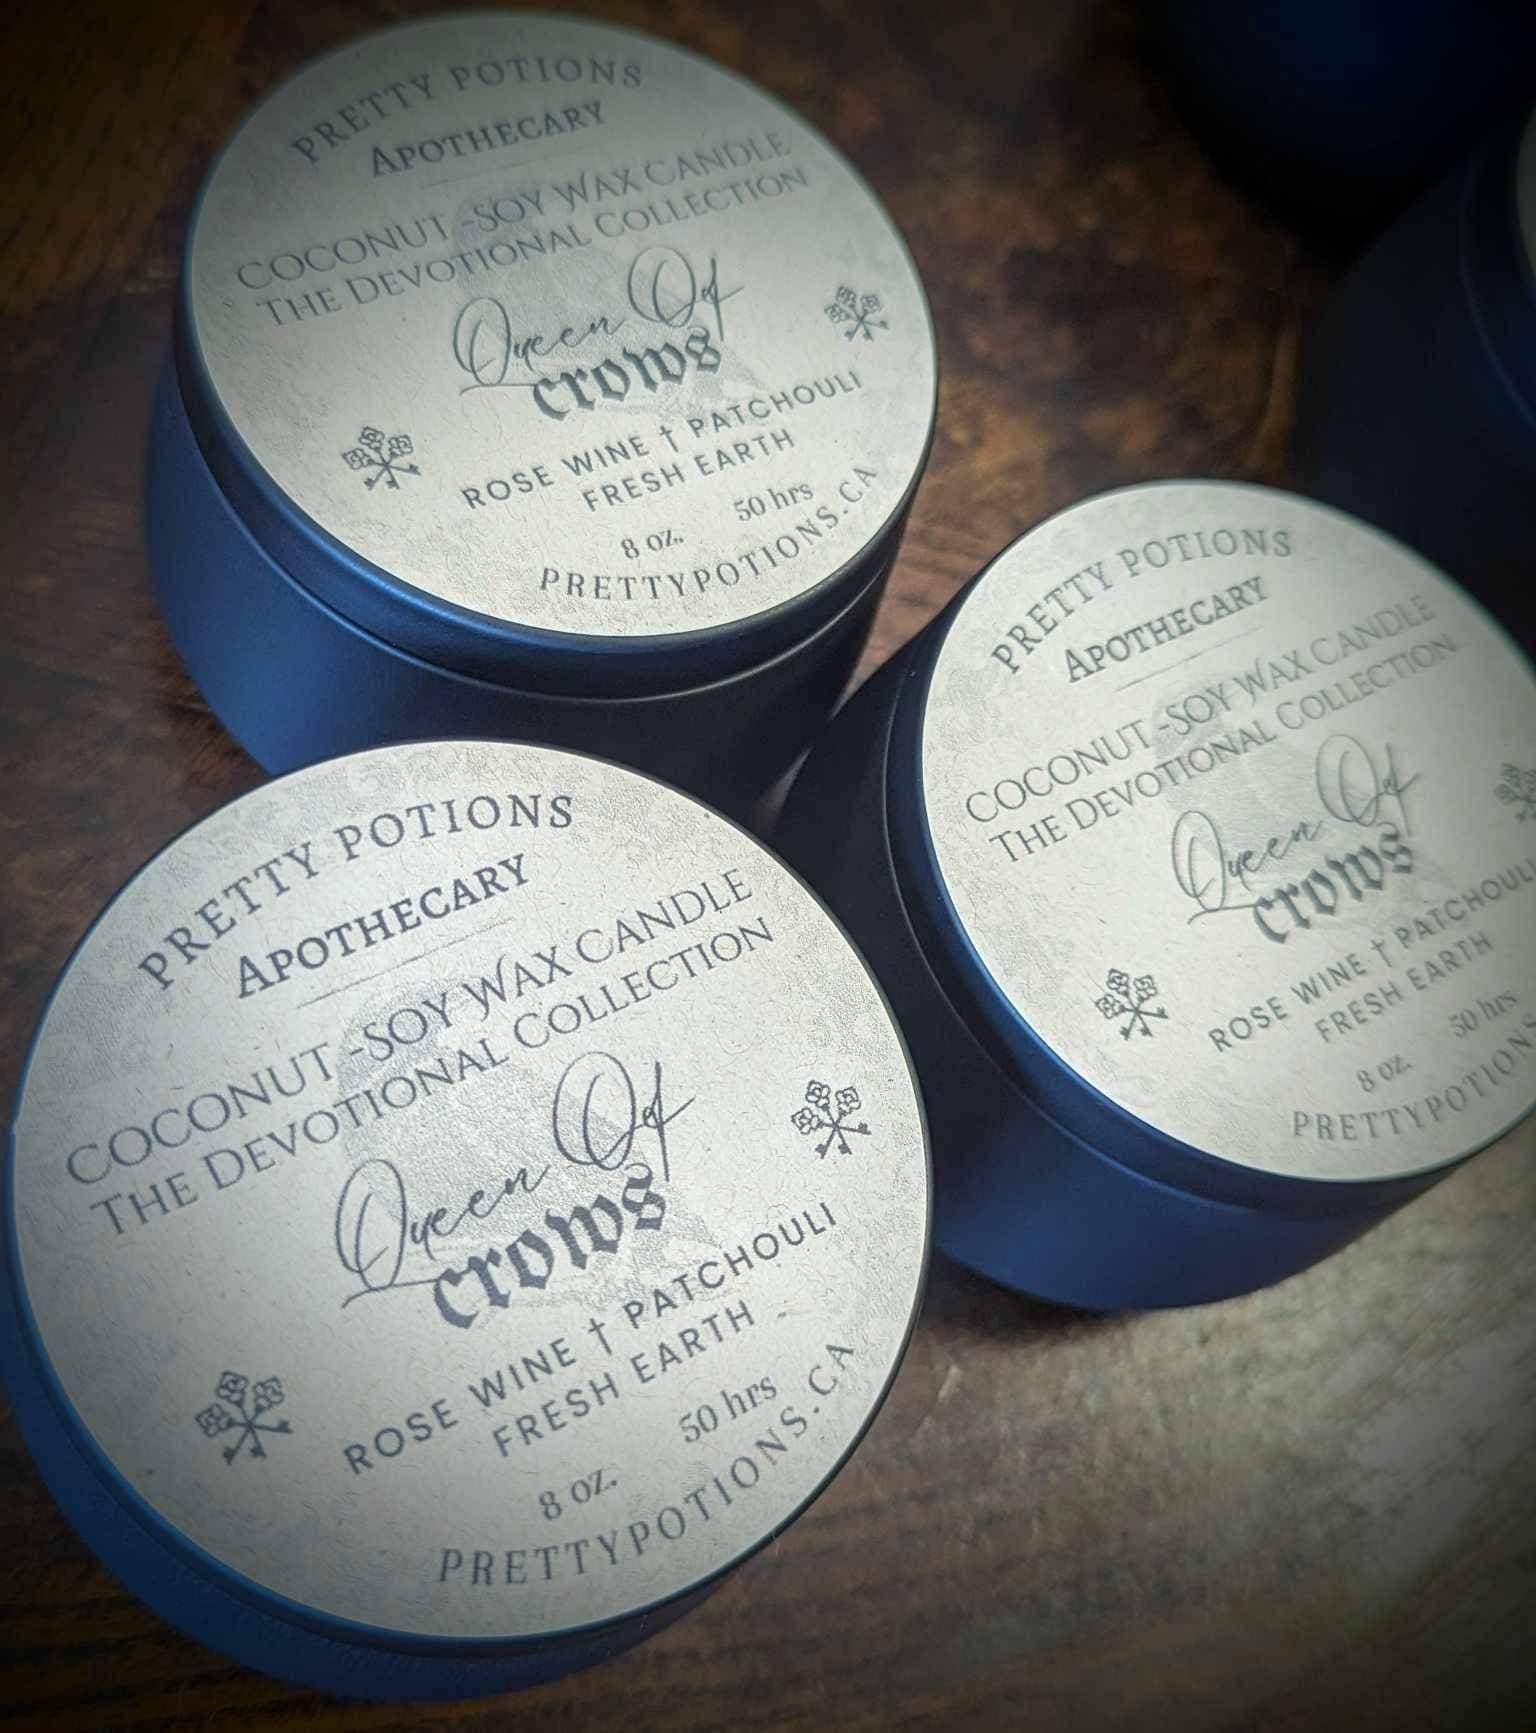 PRETTY POTIONS
APOTHECARY
COCONUT -SOY WAX CANDLE
THE DEVOTIONAL COLLECTION
Queen Of
crows
ROSE WINE † PATCHOULI
FRESH EARTH
8 oz. 50 hrs
PRETTYPOTIONS.CA
PRETTY POTIONS
APOTHECARY
COCONUT -SOY WAX CANDLE
THE DEVOTIONAL COLLECTION
Queen Of
crows
ROSE WINE † PATCHOULI
FRESH EARTH
8 oz. 50 hrs
PRETTYPOTIONS
PRETTY POTIONS
APOTHECARY
COCONUT -SOY WAX CANDLE
THE DEVOTIONAL COLLECTION
Queen Of
crows
ROSE WINE † PATCHOULI
FRESH EARTH
8 oz. 50 hrs
PRETTYPOTIONS.CA